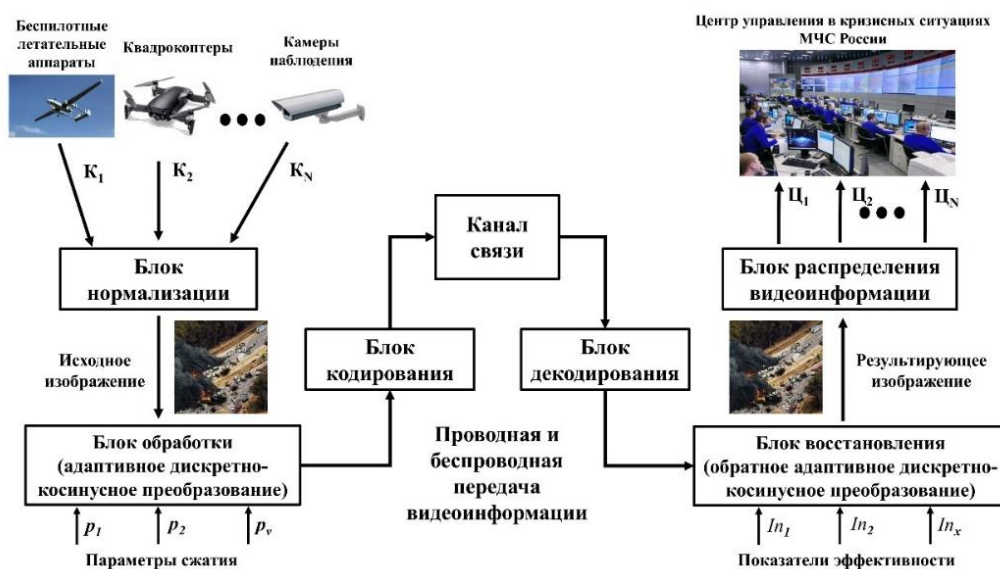 Беспилотные
летательные
аппараты
Квадрокоптеры
Камеры
наблюдения
Центр управления в кризисных ситуациях
МЧС России
К1
К2
КN
Ц1
Ц2
ЦN
Блок
нормализации
Канал
связи
Блок распределения
видеоинформации
Исходное
изображение
Блок
кодирования
Блок
декодирования
Результирующее
изображение
Блок обработки
(адаптивное дискретно-
косинусное преобразование)
Проводная и
беспроводная
передача
видеоинформации
Блок восстановления
(обратное адаптивное дискретно-
косинусное преобразование)
p1
p2
pv
Параметры сжатия
In1
In2
Inx
Показатели эффективности